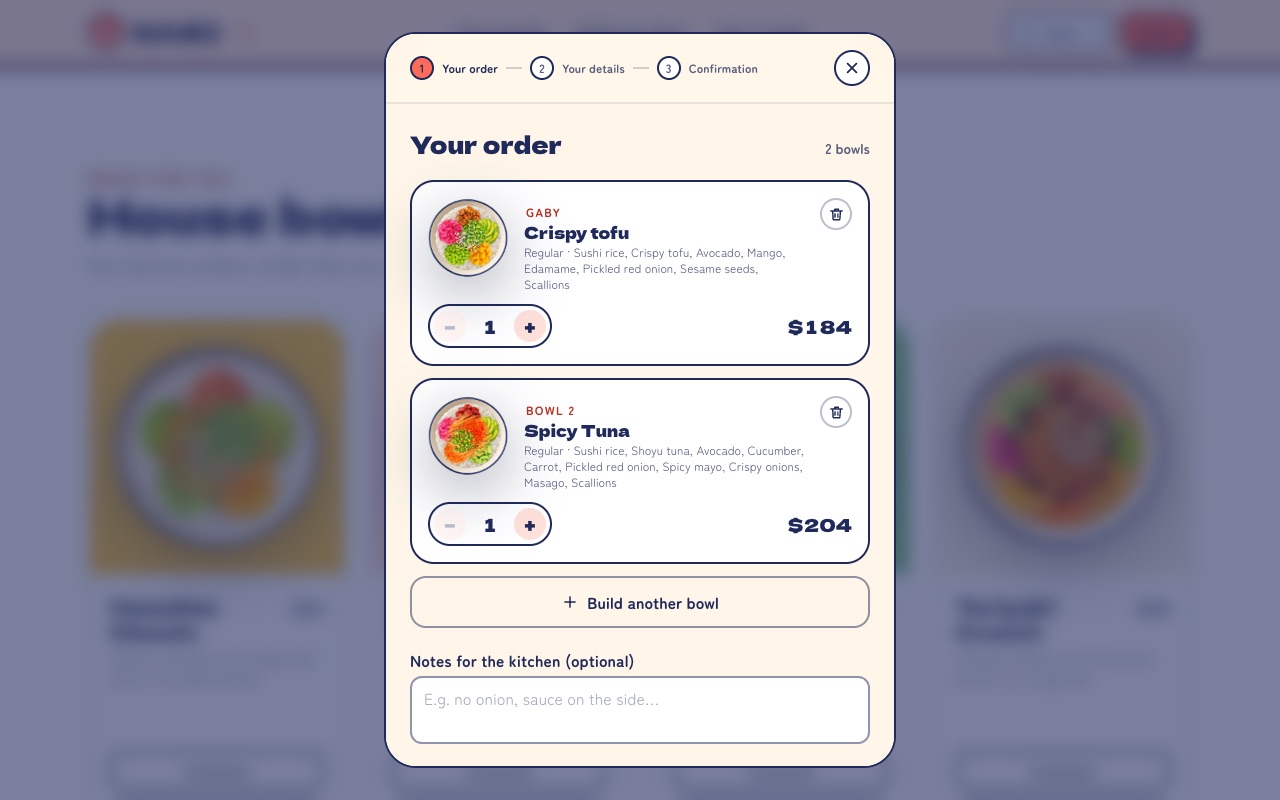 1 Your order — 2 Your details — 3 Confirmation
Your order
2 bowls
GABY
Crispy tofu
Regular · Sushi rice, Crispy tofu, Avocado, Mango,
Edamame, Pickled red onion, Sesame seeds,
Scallions
− 1 +
$184
BOWL 2
Spicy Tuna
Regular · Sushi rice, Shoyu tuna, Avocado, Cucumber,
Carrot, Pickled red onion, Spicy mayo, Crispy onions,
Masago, Scallions
− 1 +
$204
+ Build another bowl
Notes for the kitchen (optional)
E.g. no onion, sauce on the side...
House bow